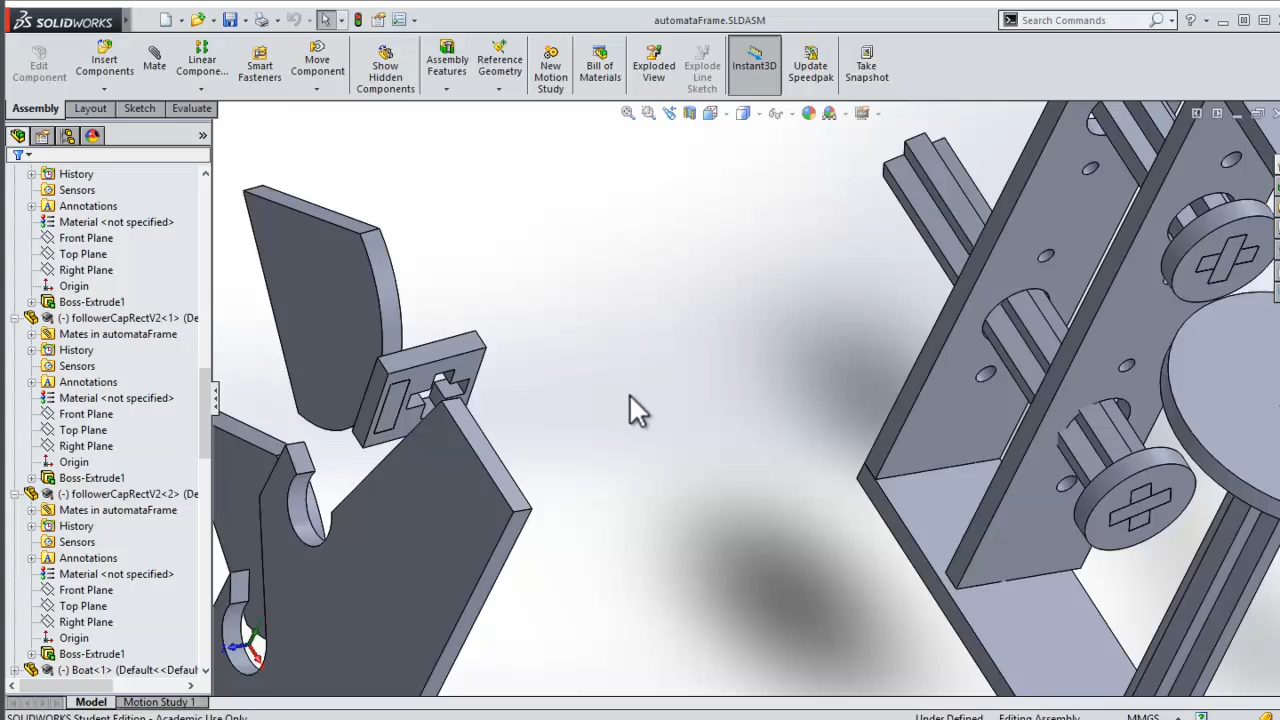 SOLIDWORKS
automataFrame.SLDASM
Search Commands
Edit Component
Insert Components
Mate
Linear Compone...
Smart Fasteners
Move Component
Show Hidden Components
Assembly Features
Reference Geometry
New Motion Study
Bill of Materials
Exploded View
Explode Line Sketch
Instant3D
Update Speedpak
Take Snapshot
Assembly
Layout
Sketch
Evaluate
History
Sensors
Annotations
Material <not specified>
Front Plane
Top Plane
Right Plane
Origin
Boss-Extrude1
(-) followerCapRectV2<1> (De
Mates in automataFrame
History
Sensors
Annotations
Material <not specified>
Front Plane
Top Plane
Right Plane
Origin
Boss-Extrude1
(-) followerCapRectV2<2> (De
Mates in automataFrame
History
Sensors
Annotations
Material <not specified>
Front Plane
Top Plane
Right Plane
Origin
Boss-Extrude1
(-) Boat<1> (Default<<Defaul
Model
Motion Study 1
SOLIDWORKS Student Edition - Academic Use Only
Under Defined
Editing Assembly
MMGS